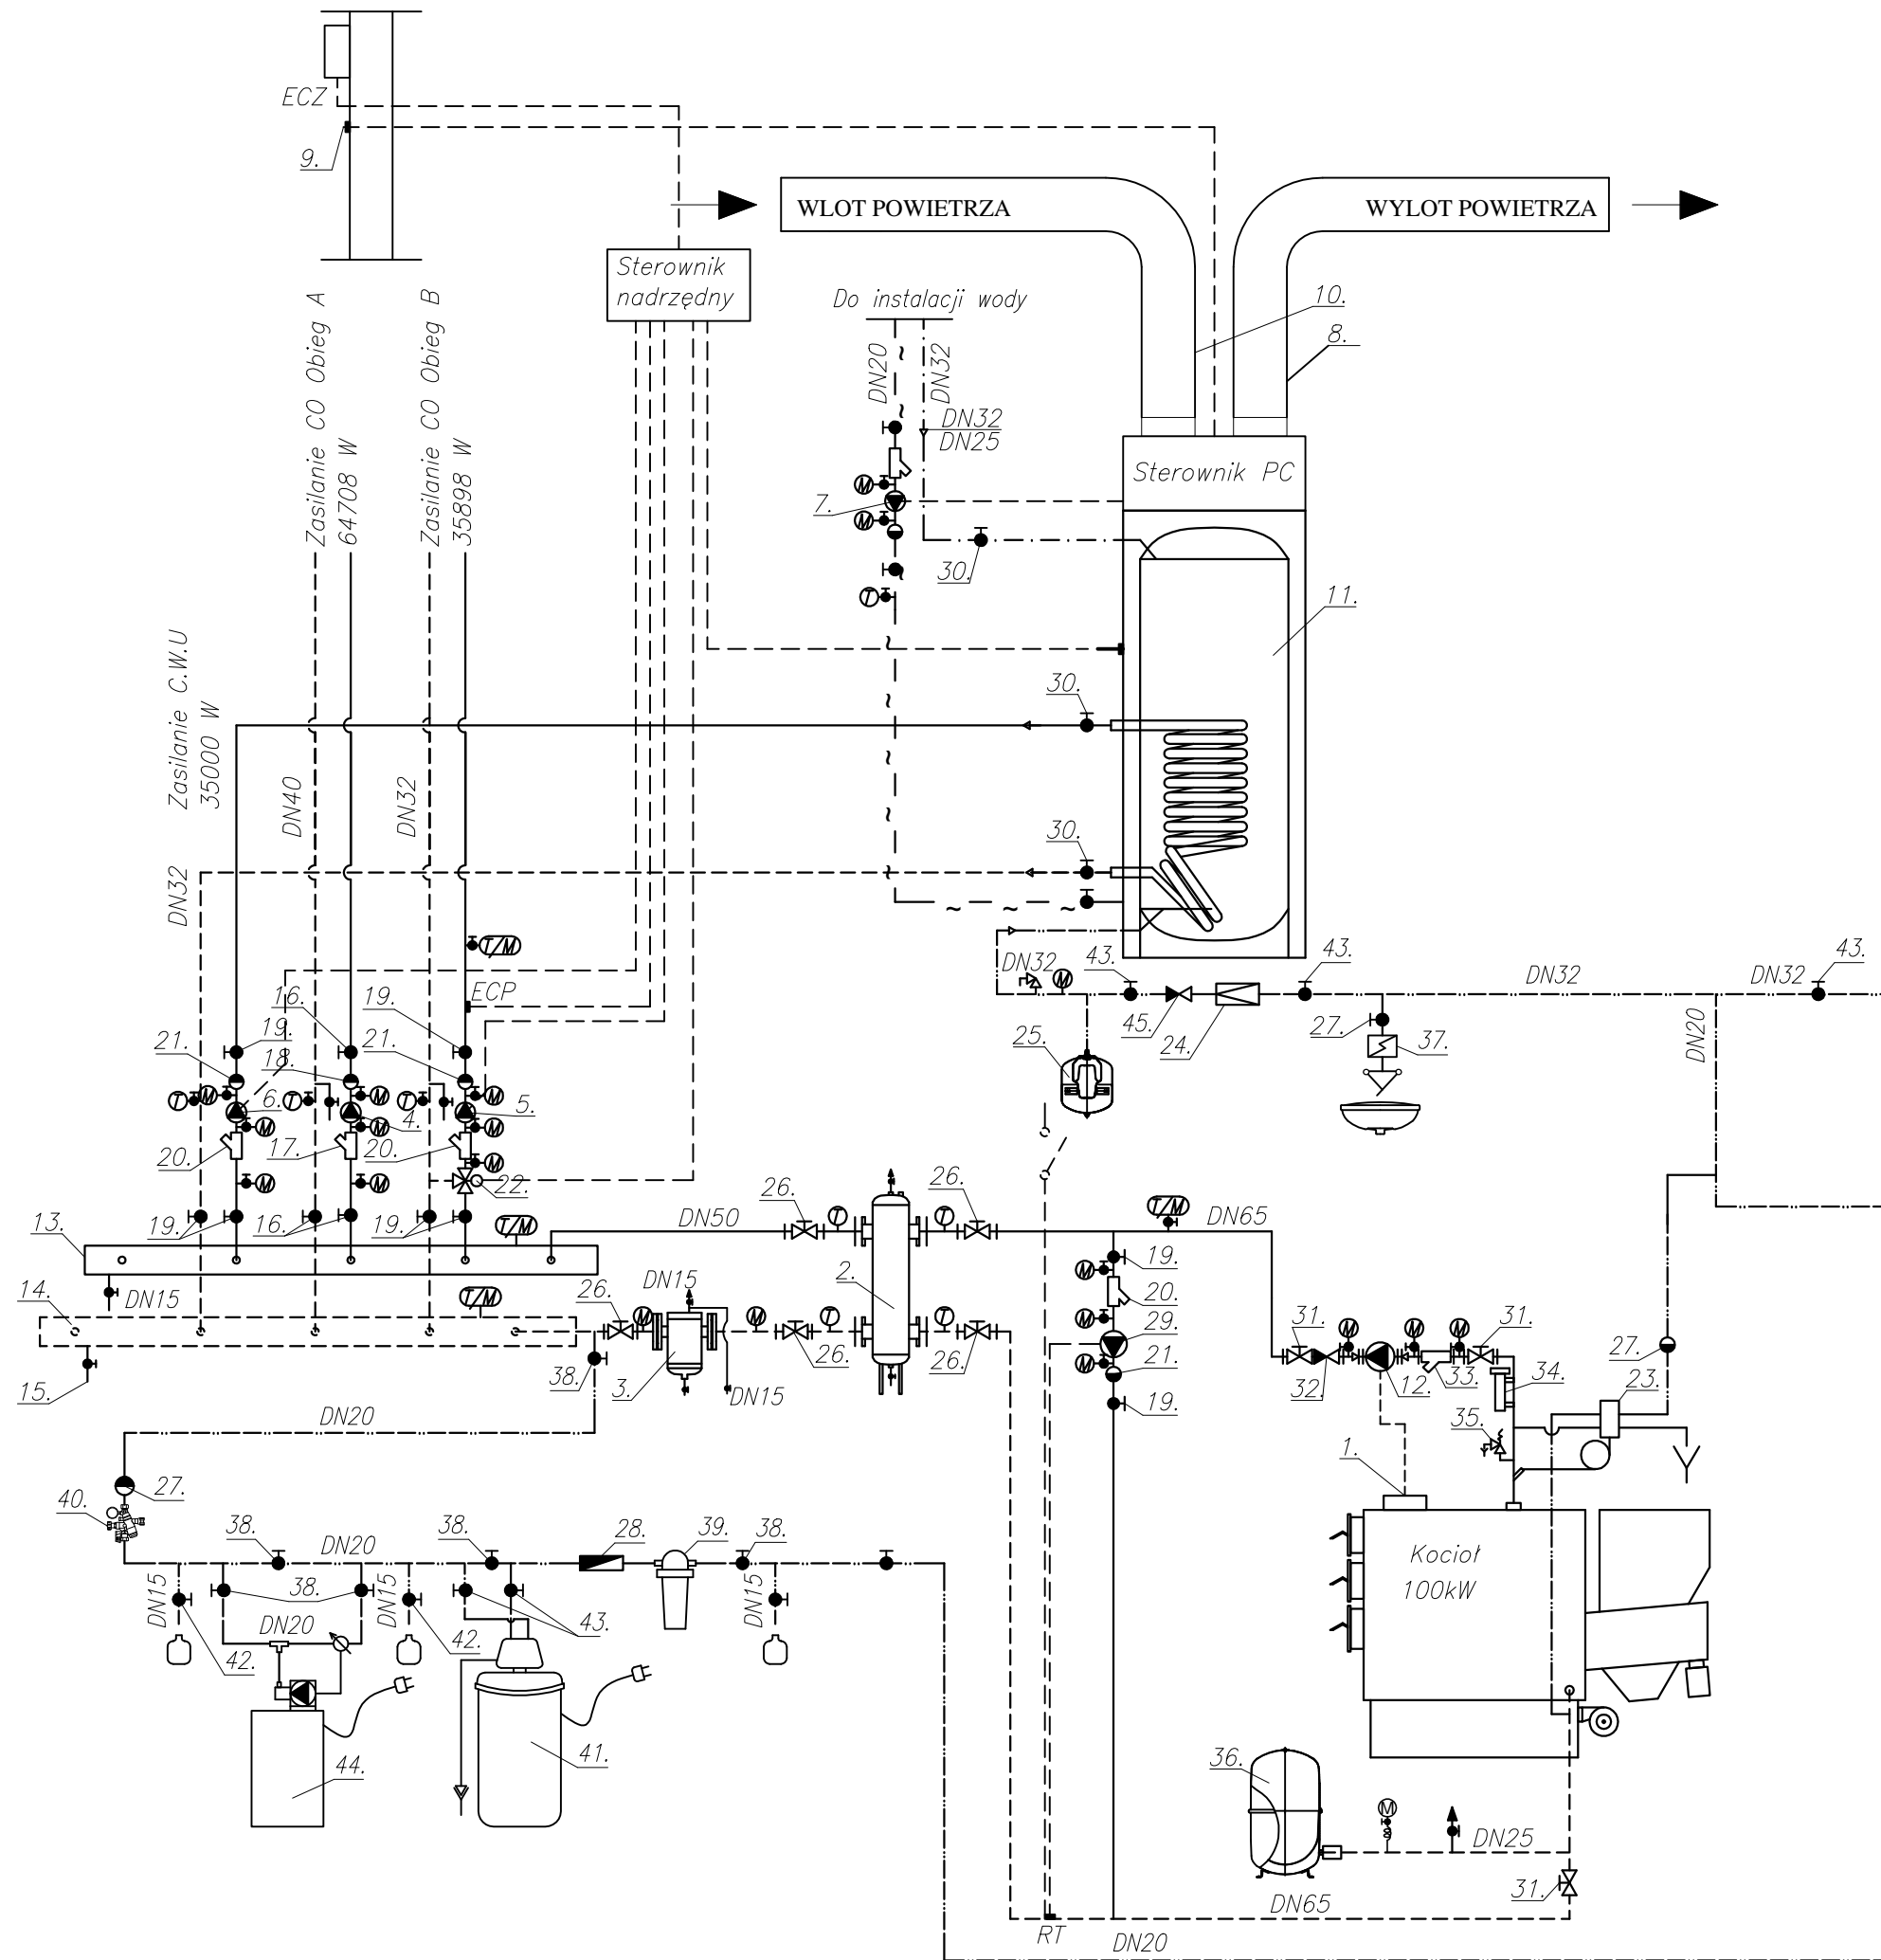 ECZ
9.
WLOT POWIETRZA
WYLOT POWIETRZA
Sterownik
nadrzędny
Do instalacji wody
10.
8.
Zasilanie CO Obieg A
64708 W
Zasilanie CO Obieg B
35898 W
DN20
DN32
DN32
DN25
Sterownik PC
7.
30.
11.
Zasilanie C.W.U
35000 W
30.
DN40
DN32
30.
DN32
T/M
DN32
M
43.
43.
DN32
DN32
43.
ECP
16.
19.
19.
21.
18.
21.
45.
24.
27.
37.
25.
DN20
T
M
6.
T
M
4.
T
M
5.
M
M
M
20.
17.
20.
M
M
M
22.
19.
16.
19.
T/M
13.
DN50
26.
T
T
26.
T/M
DN65
2.
19.
M
20.
14.
DN15
T/M
26.
DN15
M
M
T
T
M
29.
31.
M
M
M
31.
27.
15.
38.
3.
DN15
26.
26.
M
21.
32.
12.
33.
34.
23.
19.
35.
DN20
1.
27.
40.
38.
DN20
38.
28.
39.
38.
Kocioł
100kW
DN15
38.
DN15
DN15
DN20
42.
42.
43.
44.
41.
36.
M
DN25
31.
DN65
RT
DN20